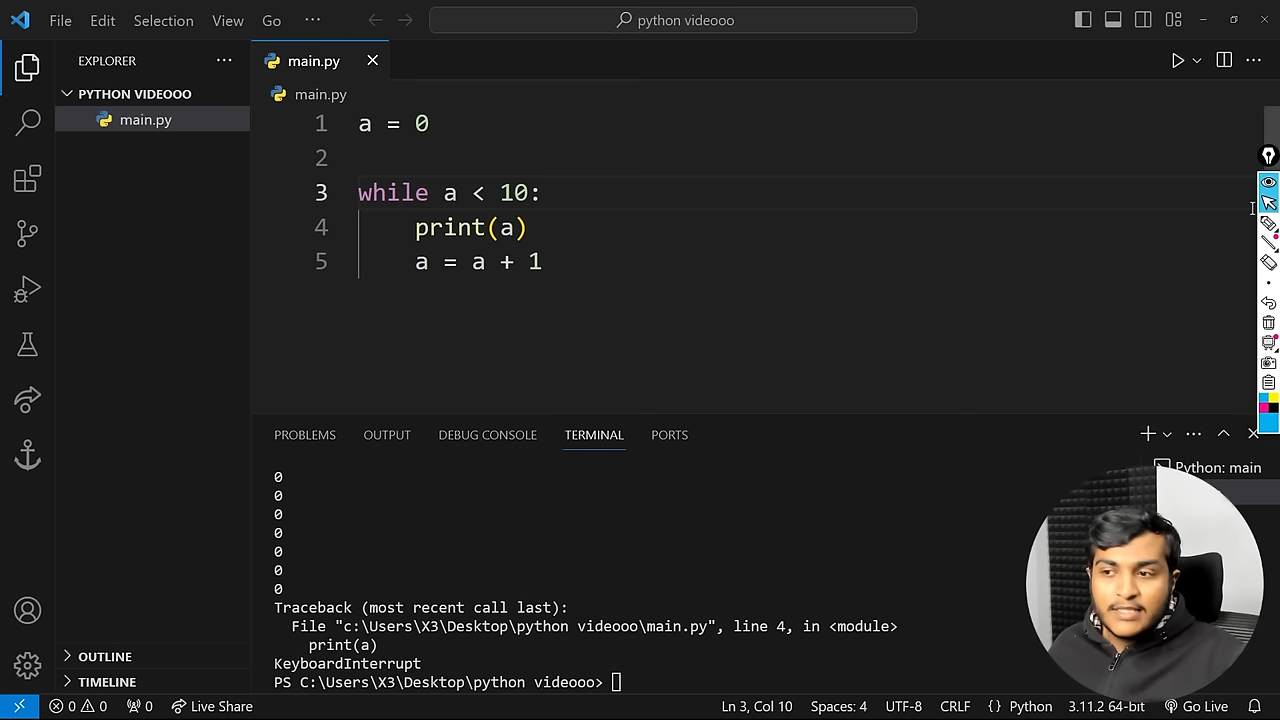 File Edit Selection View Go ··· python videooo
EXPLORER ···
PYTHON VIDEOOO
main.py
main.py
main.py
1 a = 0
2
3 while a < 10:
4     print(a)
5     a = a + 1
PROBLEMS OUTPUT DEBUG CONSOLE TERMINAL PORTS
Python: main
0
0
0
0
0
0
0
Traceback (most recent call last):
  File "c:\Users\X3\Desktop\python videooo\main.py", line 4, in <module>
    print(a)
KeyboardInterrupt
PS C:\Users\X3\Desktop\python videooo>
OUTLINE
TIMELINE
0 0 0 Live Share Ln 3, Col 10 Spaces: 4 UTF-8 CRLF {} Python 3.11.2 64-bit Go Live